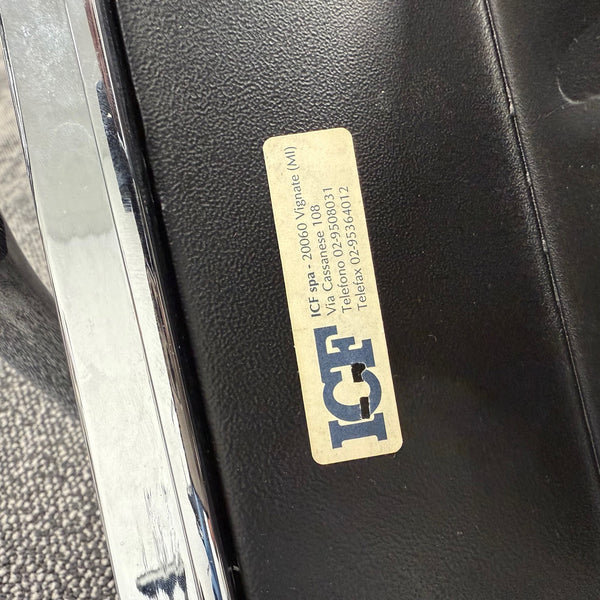 ICF
ICF spa - 20060 Vignate (MI)
Via Cassanese 108
Telefono 02-9508031
Telefax 02-95364012